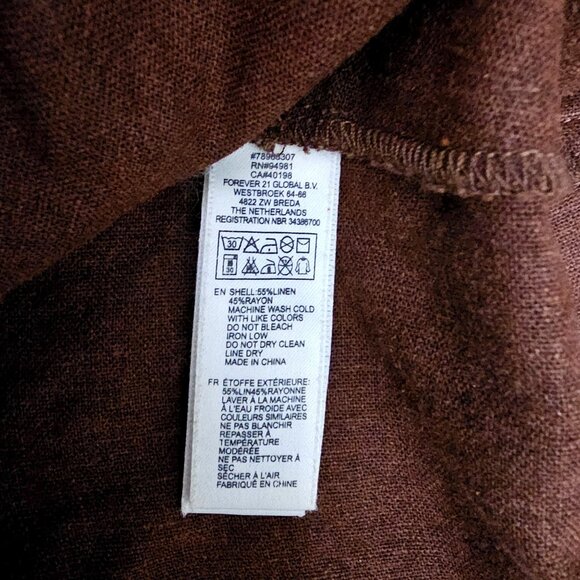 RN#94981
CA#40198
FOREVER 21 GLOBAL B.V.
WESTBROEK 64-66
4822 ZW BREDA
THE NETHERLANDS
REGISTRATION NBR 34386700
30
30
EN SHELL:55%LINEN
45%RAYON
MACHINE WASH COLD
WITH LIKE COLORS
DO NOT BLEACH
IRON LOW
DO NOT DRY CLEAN
LINE DRY
MADE IN CHINA
FR ÉTOFFE EXTÉRIEURE:
55%LIN45%RAYONNE
LAVER À LA MACHINE
À L'EAU FROIDE AVEC
COULEURS SIMILAIRES
NE PAS BLANCHIR
REPASSER À
TEMPÉRATURE
MODÉRÉE
NE PAS NETTOYER À
SEC
SÉCHER À L'AIR
FABRIQUÉ EN CHINE